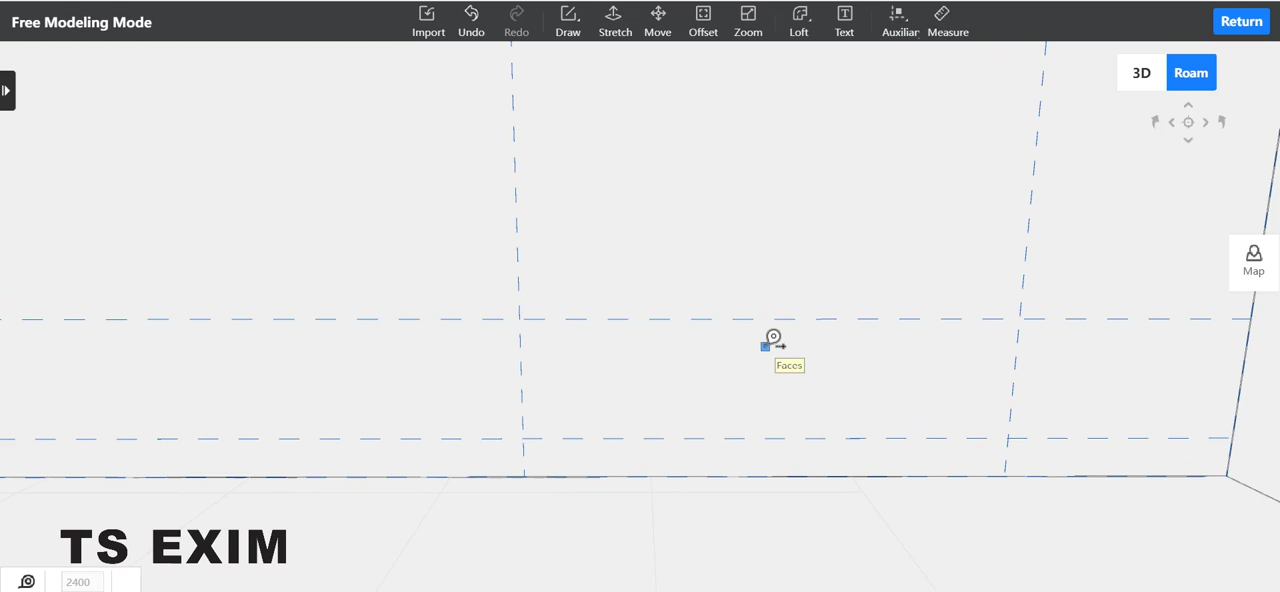 Free Modeling Mode
Import Undo Redo Draw Stretch Move Offset Zoom Loft Text Auxiliar Measure
Return
3D Roam
Map
Faces
TS EXIM
2400